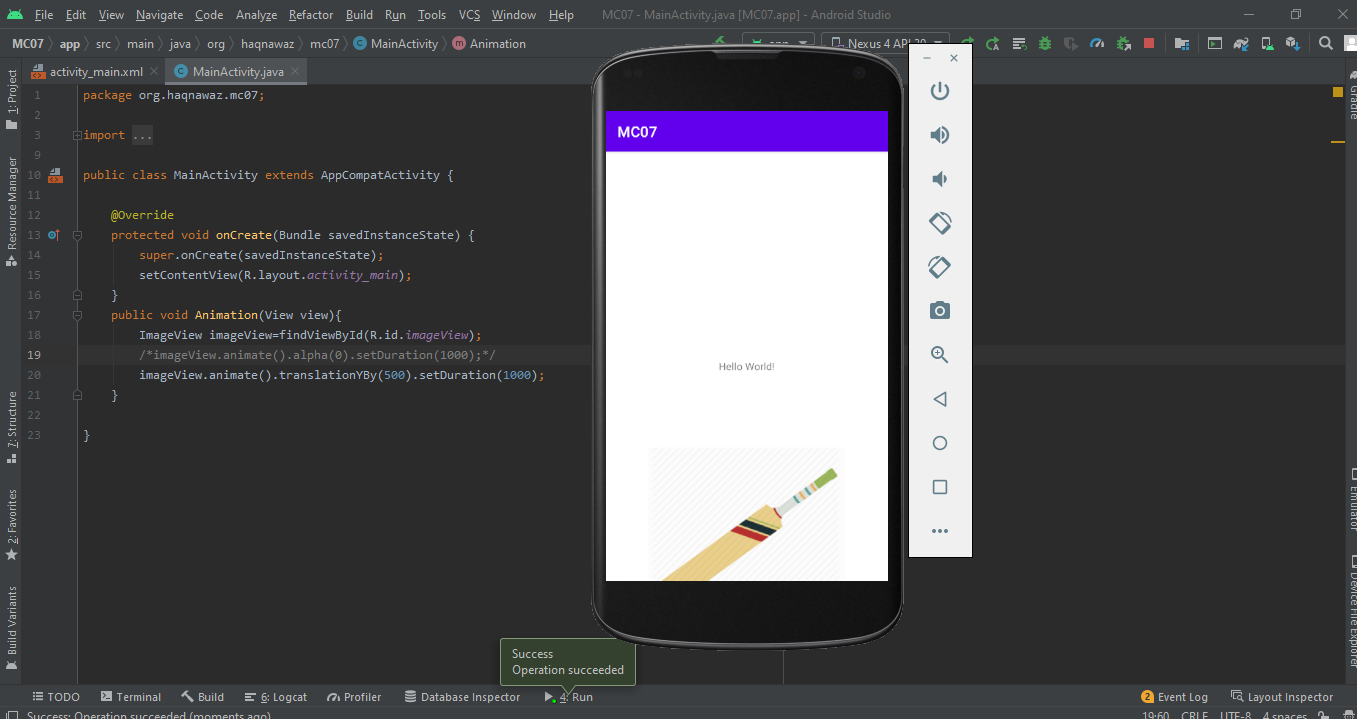 File Edit View Navigate Code Analyze Refactor Build Run Tools VCS Window Help MC07 - MainActivity.java [MC07.app] - Android Studio
MC07 app src main java org haqnawaz mc07 MainActivity Animation Nexus 4 API
activity_main.xml MainActivity.java
1 package org.haqnawaz.mc07;
2
3 import ...
9
10 public class MainActivity extends AppCompatActivity {
11
12 @Override
13 protected void onCreate(Bundle savedInstanceState) {
14 super.onCreate(savedInstanceState);
15 setContentView(R.layout.activity_main);
16 }
17 public void Animation(View view){
18 ImageView imageView=findViewById(R.id.imageView);
19 /*imageView.animate().alpha(0).setDuration(1000);*/
20 imageView.animate().translationYBy(500).setDuration(1000);
21 }
22
23 }
1: Project
Resource Manager
7: Structure
2: Favorites
Build Variants
MC07
Hello World!
Gradle
Emulator
Device File Explorer
Success
Operation succeeded
TODO Terminal Build 6: Logcat Profiler Database Inspector 4: Run 2 Event Log Layout Inspector
Success: Operation succeeded (moments ago) 19:60 CRLF UTF-8 4 spaces